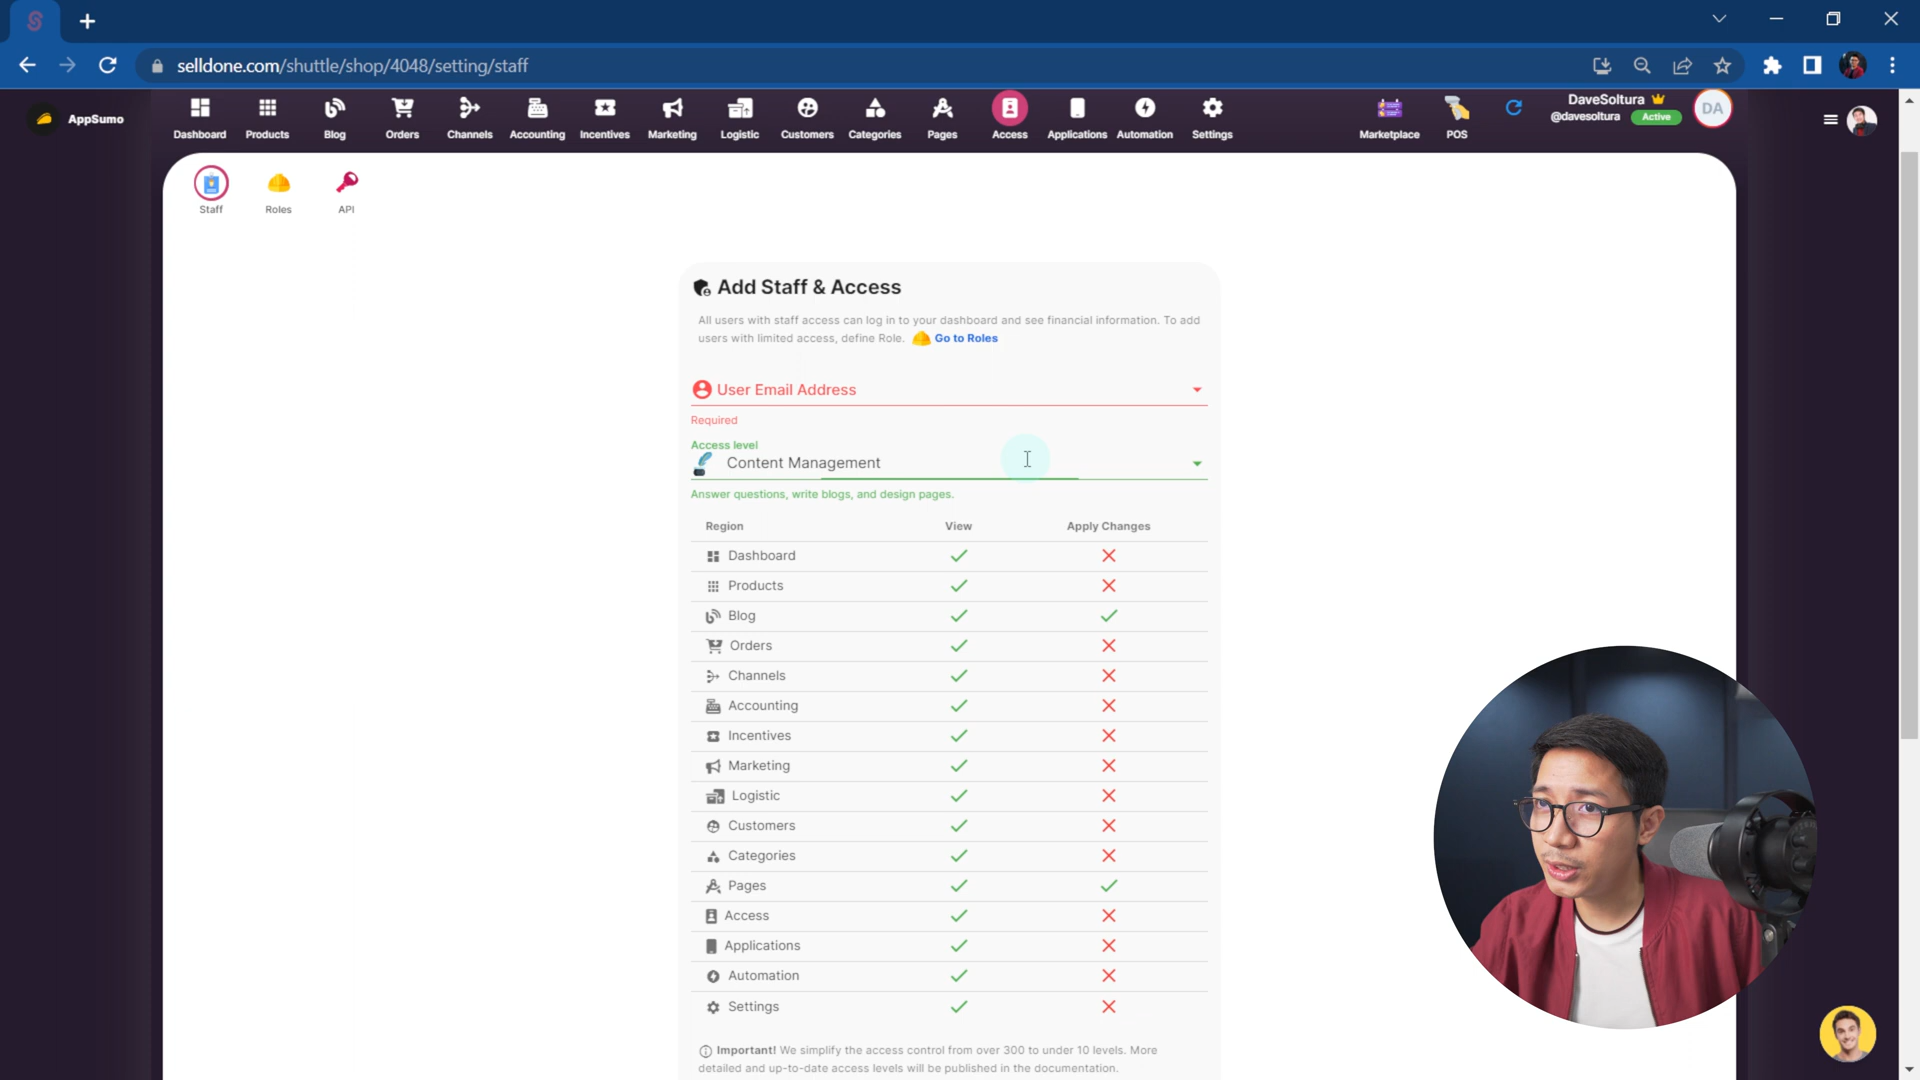 selldone.com/shuttle/shop/4048/setting/staff
AppSumo
Dashboard
Products
Blog
Orders
Channels
Accounting
Incentives
Marketing
Logistic
Customers
Categories
Pages
Access
Applications
Automation
Settings
Marketplace
POS
DaveSoltura
@davesoltura
Active
DA
Staff
Roles
API
Add Staff & Access
All users with staff access can log in to your dashboard and see financial information. To add
users with limited access, define Role. Go to Roles
User Email Address
Required
Access level
Content Management
Answer questions, write blogs, and design pages.
Region View Apply Changes
Dashboard
Products
Blog
Orders
Channels
Accounting
Incentives
Marketing
Logistic
Customers
Categories
Pages
Access
Applications
Automation
Settings
Important! We simplify the access control from over 300 to under 10 levels. More
detailed and up-to-date access levels will be published in the documentation.